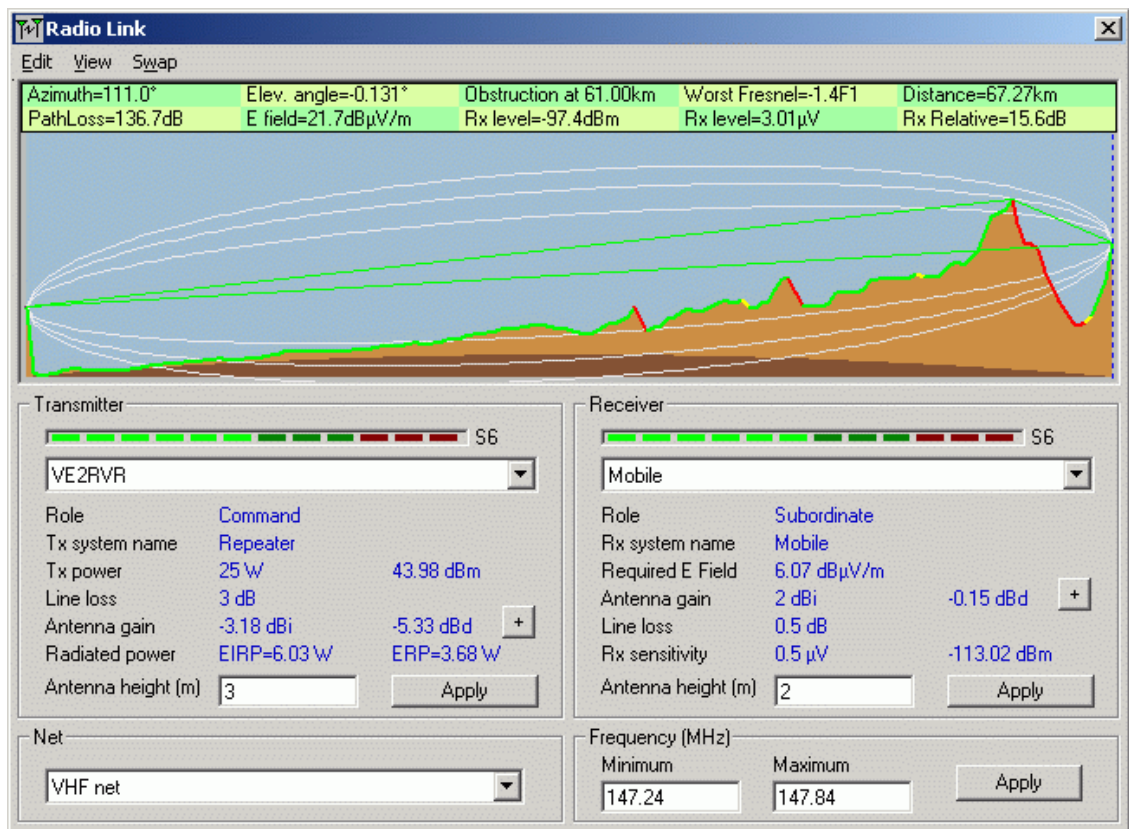 Radio Link
Edit View Swap
Azimuth=111.0° Elev. angle=-0.131° Obstruction at 61.00km Worst Fresnel=-1.4F1 Distance=67.27km
PathLoss=136.7dB E field=21.7dBµV/m Rx level=-97.4dBm Rx level=3.01µV Rx Relative=15.6dB
Transmitter
S6
VE2RVR
Role Command
Tx system name Repeater
Tx power 25 W 43.98 dBm
Line loss 3 dB
Antenna gain -3.18 dBi -5.33 dBd +
Radiated power EIRP=6.03 W ERP=3.68 W
Antenna height (m) 3 Apply
Receiver
S6
Mobile
Role Subordinate
Rx system name Mobile
Required E Field 6.07 dBµV/m
Antenna gain 2 dBi -0.15 dBd +
Line loss 0.5 dB
Rx sensitivity 0.5 µV -113.02 dBm
Antenna height (m) 2 Apply
Net
VHF net
Frequency (MHz)
Minimum Maximum
147.24 147.84 Apply